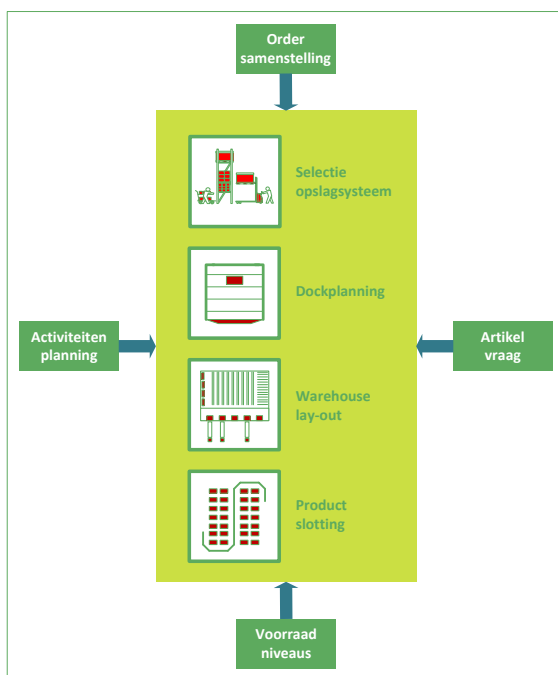 Order
samenstelling
Selectie
opslagsysteem
Dockplanning
Activiteiten
planning
Artikel
vraag
Warehouse
lay-out
Product
slotting
Voorraad
niveaus